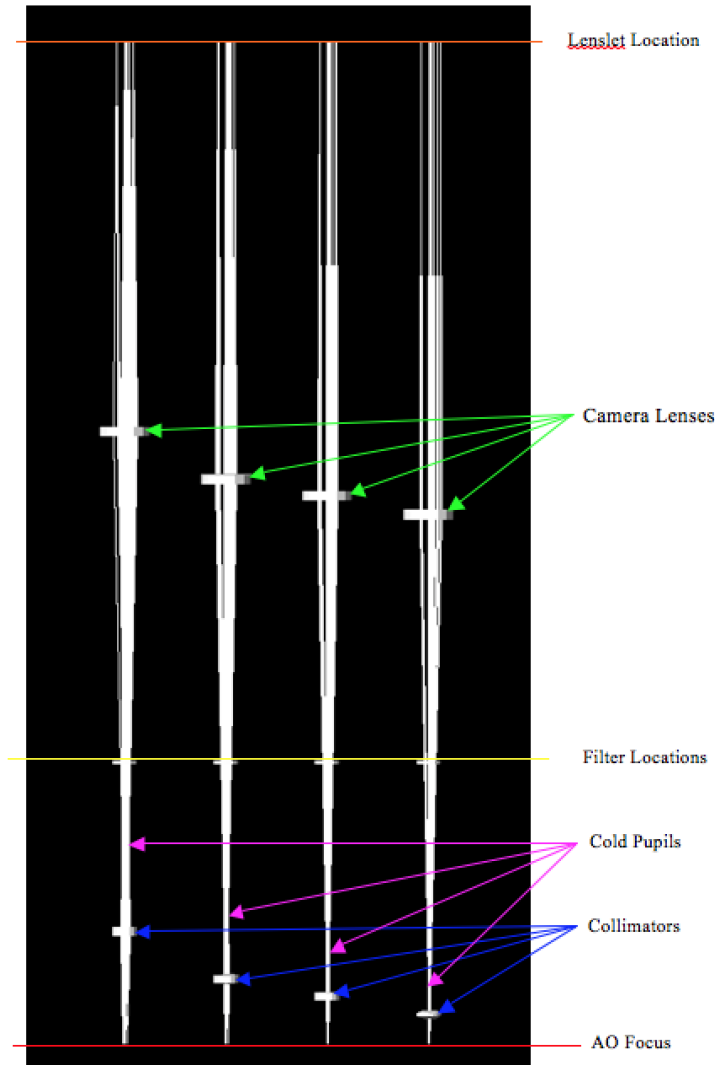 Lenslet Location
Camera Lenses
Filter Locations
Cold Pupils
Collimators
AO Focus